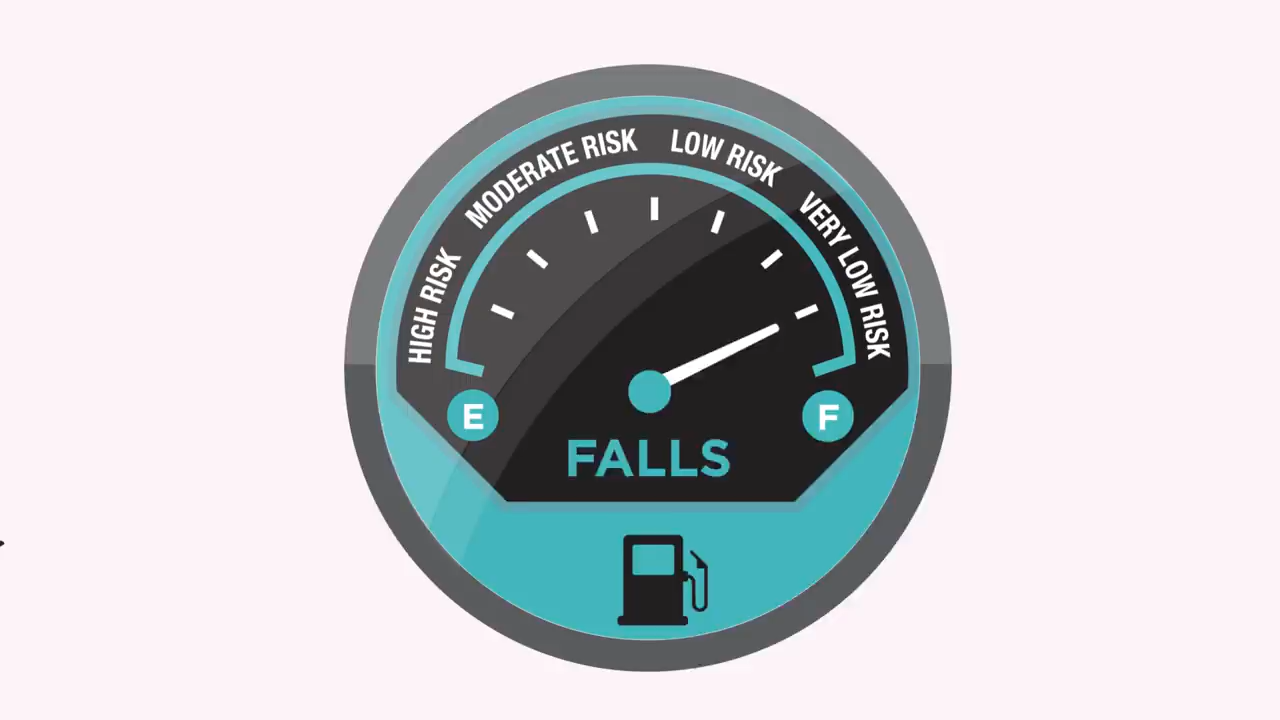 HIGH RISK
MODERATE RISK
LOW RISK
VERY LOW RISK
E
F
FALLS